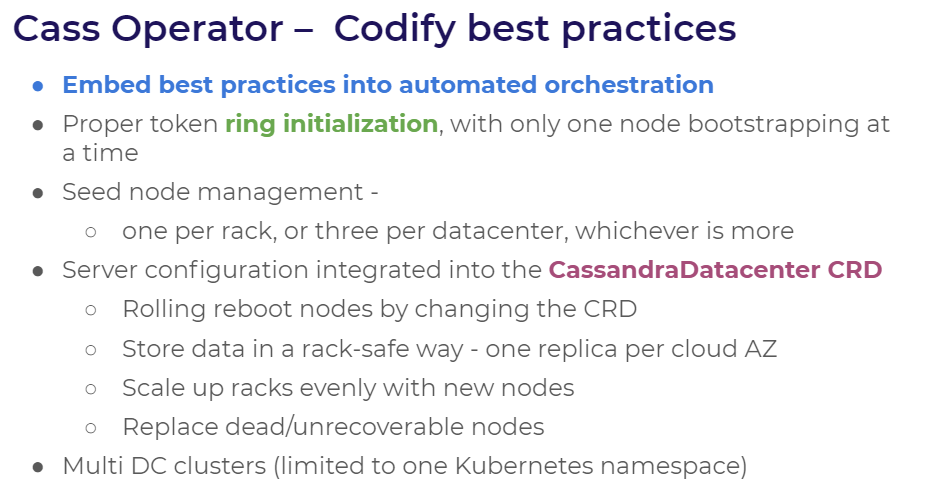 Cass Operator –  Codify best practices
● Embed best practices into automated orchestration
● Proper token ring initialization, with only one node bootstrapping at
a time
● Seed node management -
○ one per rack, or three per datacenter, whichever is more
● Server configuration integrated into the CassandraDatacenter CRD
○ Rolling reboot nodes by changing the CRD
○ Store data in a rack-safe way - one replica per cloud AZ
○ Scale up racks evenly with new nodes
○ Replace dead/unrecoverable nodes
● Multi DC clusters (limited to one Kubernetes namespace)